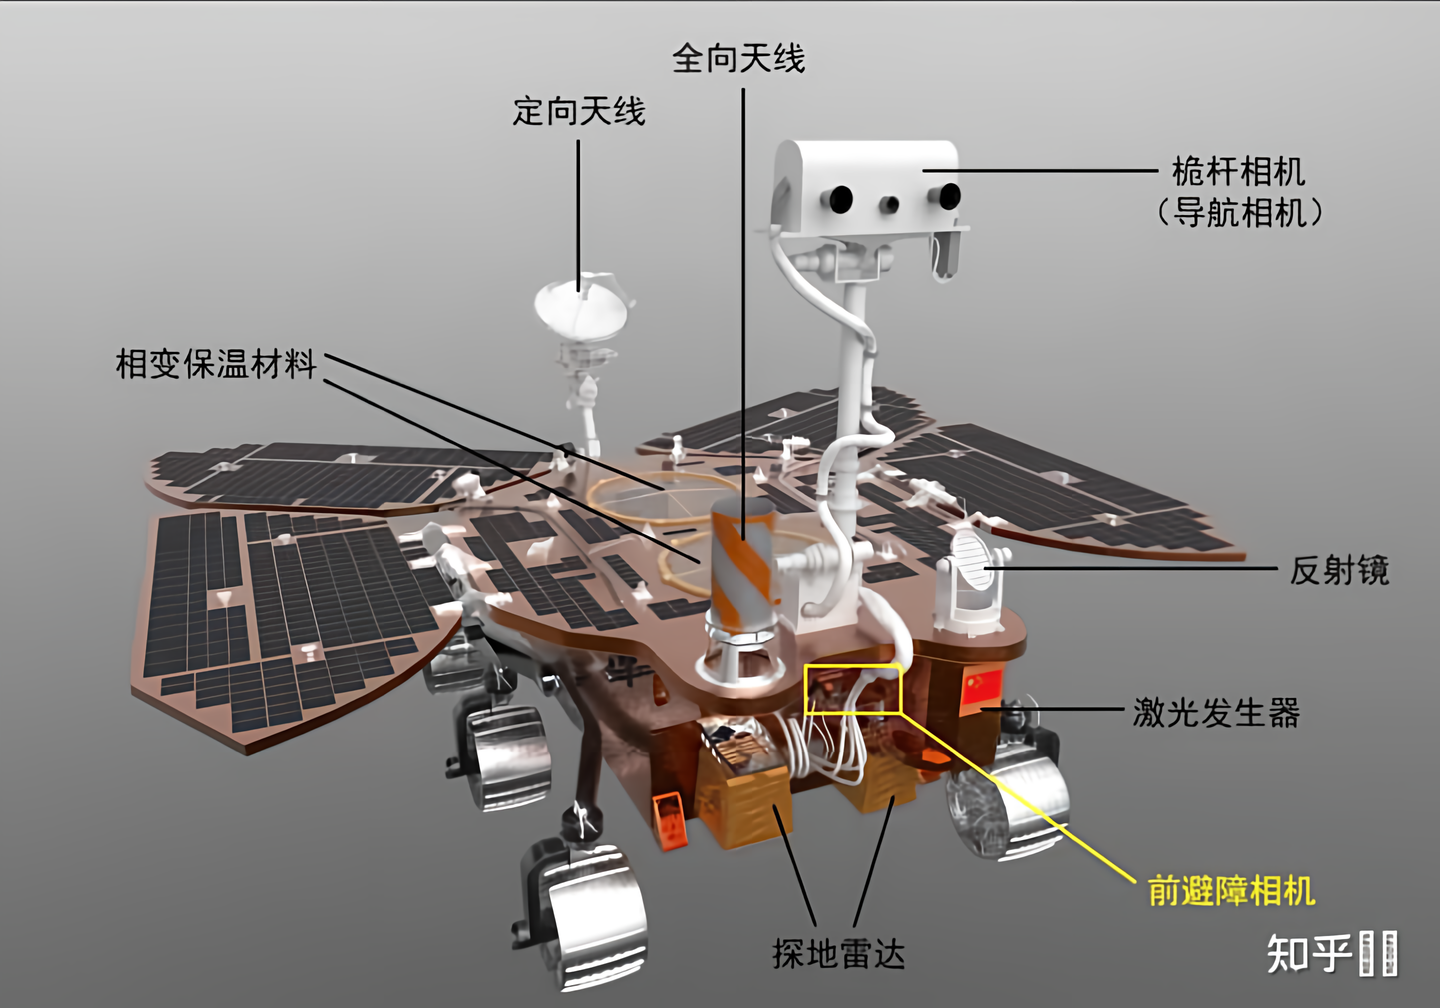 全向天线
定向天线
桅杆相机
（导航相机）
相变保温材料
反射镜
激光发生器
前避障相机
探地雷达
知乎